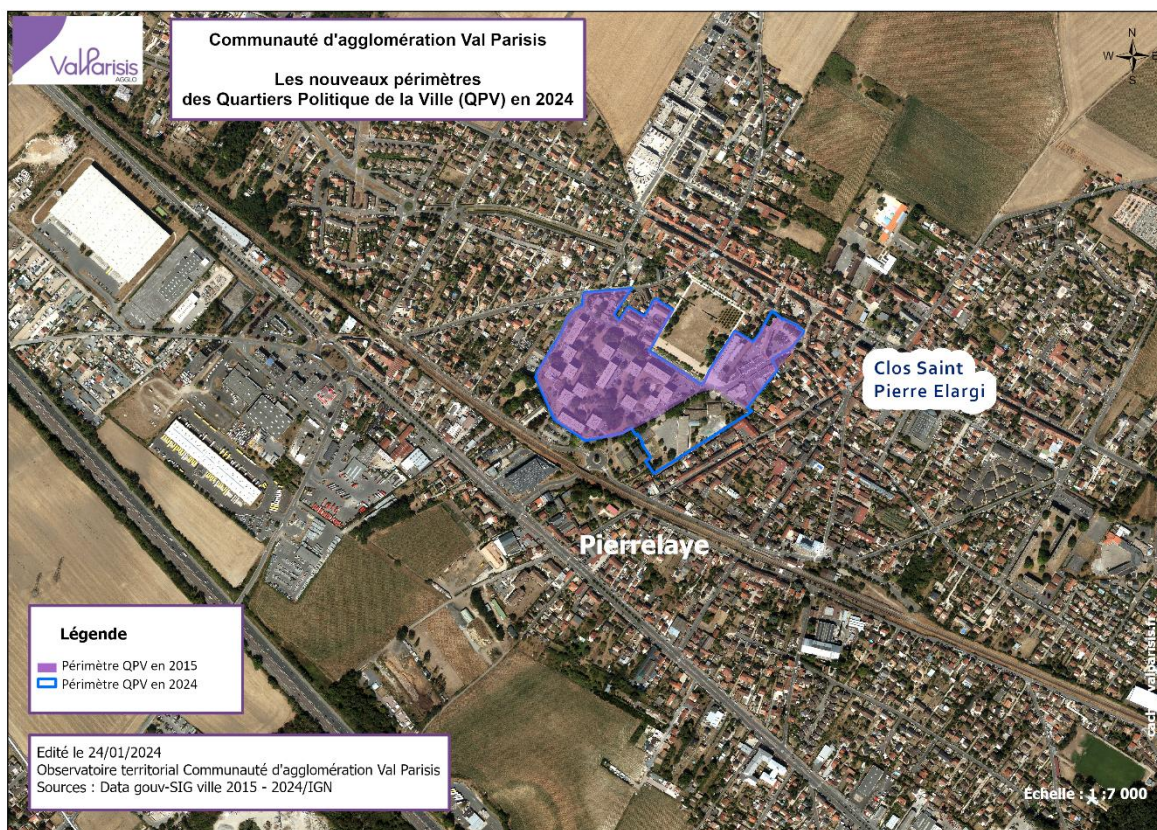 ValParisis
AGGLO
Communauté d'agglomération Val Parisis
Les nouveaux périmètres
des Quartiers Politique de la Ville (QPV) en 2024
N
W E
S
Clos Saint
Pierre Elargi
Pierrelaye
Légende
Périmètre QPV en 2015
Périmètre QPV en 2024
Edité le 24/01/2024
Observatoire territorial Communauté d'agglomération Val Parisis
Sources : Data gouv-SIG ville 2015 - 2024/IGN
Échelle : 1 :7 000
valparisis.fr